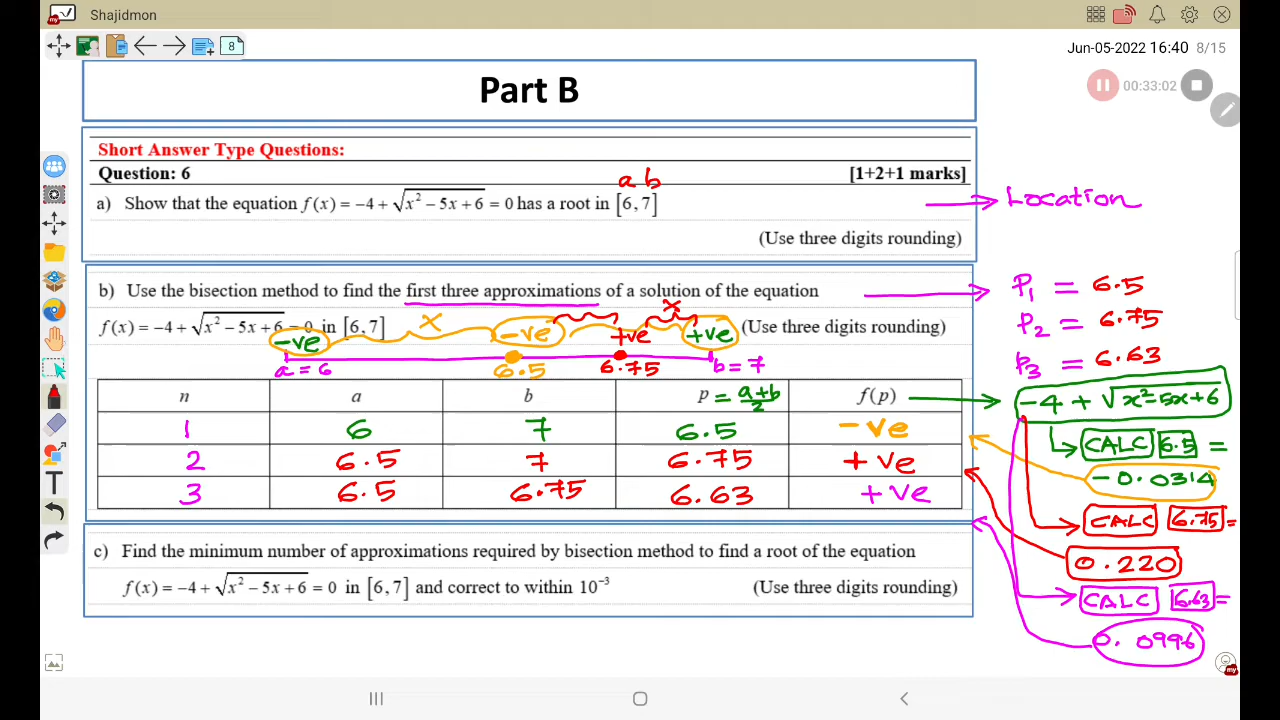 Shajidmon
8
Jun-05-2022 16:40 8/15
00:33:02
Part B
Short Answer Type Questions:
Question: 6 [1+2+1 marks]
a b
a) Show that the equation f(x) = −4 + √(x² − 5x + 6) = 0 has a root in [6, 7]
Location
(Use three digits rounding)
b) Use the bisection method to find the first three approximations of a solution of the equation
f(x) = −4 + √(x² − 5x + 6) = 0 in [6, 7] (Use three digits rounding)
x x
-ve -ve +ve +ve
a = 6 6.5 6.75 b = 7
P₁ = 6.5
P₂ = 6.75
P₃ = 6.63
n a b p = a+b/2 f(p)
1 6 7 6.5 -ve
2 6.5 7 6.75 +ve
3 6.5 6.75 6.63 +ve
-4 + √x²-5x+6
CALC 6.5 =
-0.0314
CALC 6.75 =
0.220
CALC 6.63 =
0.0996
c) Find the minimum number of approximations required by bisection method to find a root of the equation
f(x) = −4 + √(x² − 5x + 6) = 0 in [6, 7] and correct to within 10⁻³ (Use three digits rounding)